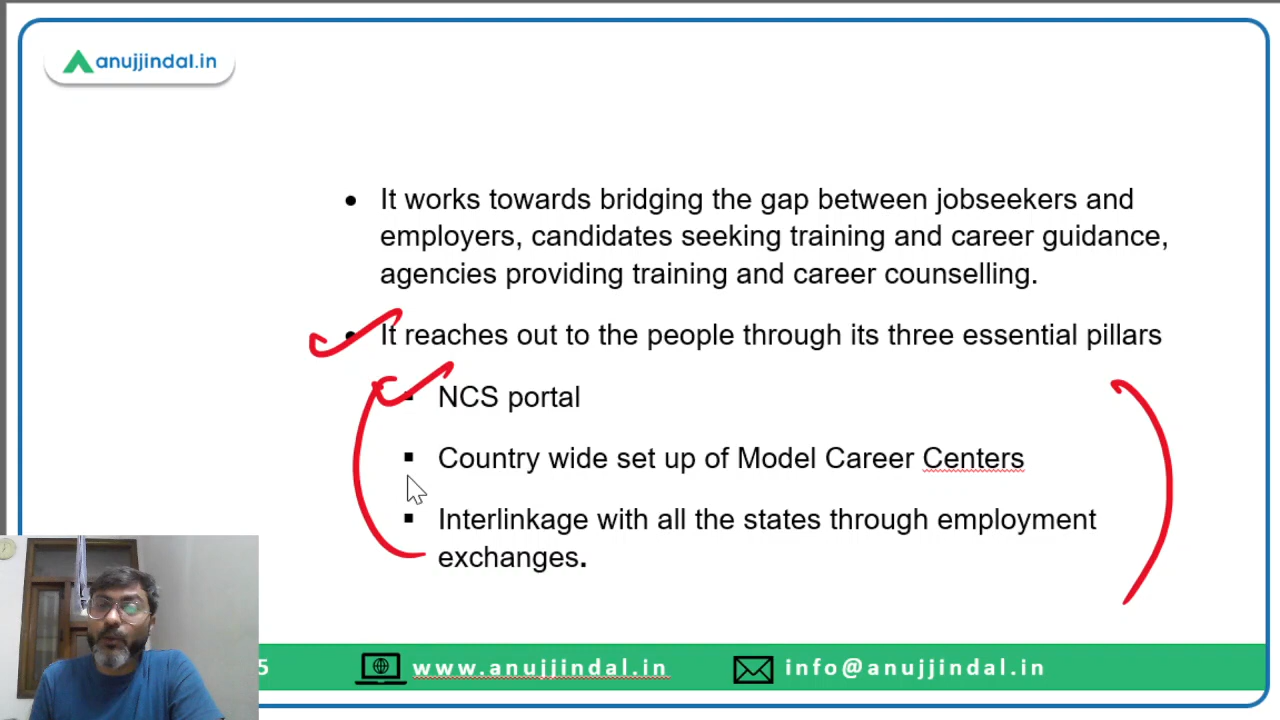 anujjindal.in
• It works towards bridging the gap between jobseekers and
employers, candidates seeking training and career guidance,
agencies providing training and career counselling.
• It reaches out to the people through its three essential pillars
▪ NCS portal
▪ Country wide set up of Model Career Centers
▪ Interlinkage with all the states through employment
exchanges.
5 www.anujjindal.in info@anujjindal.in